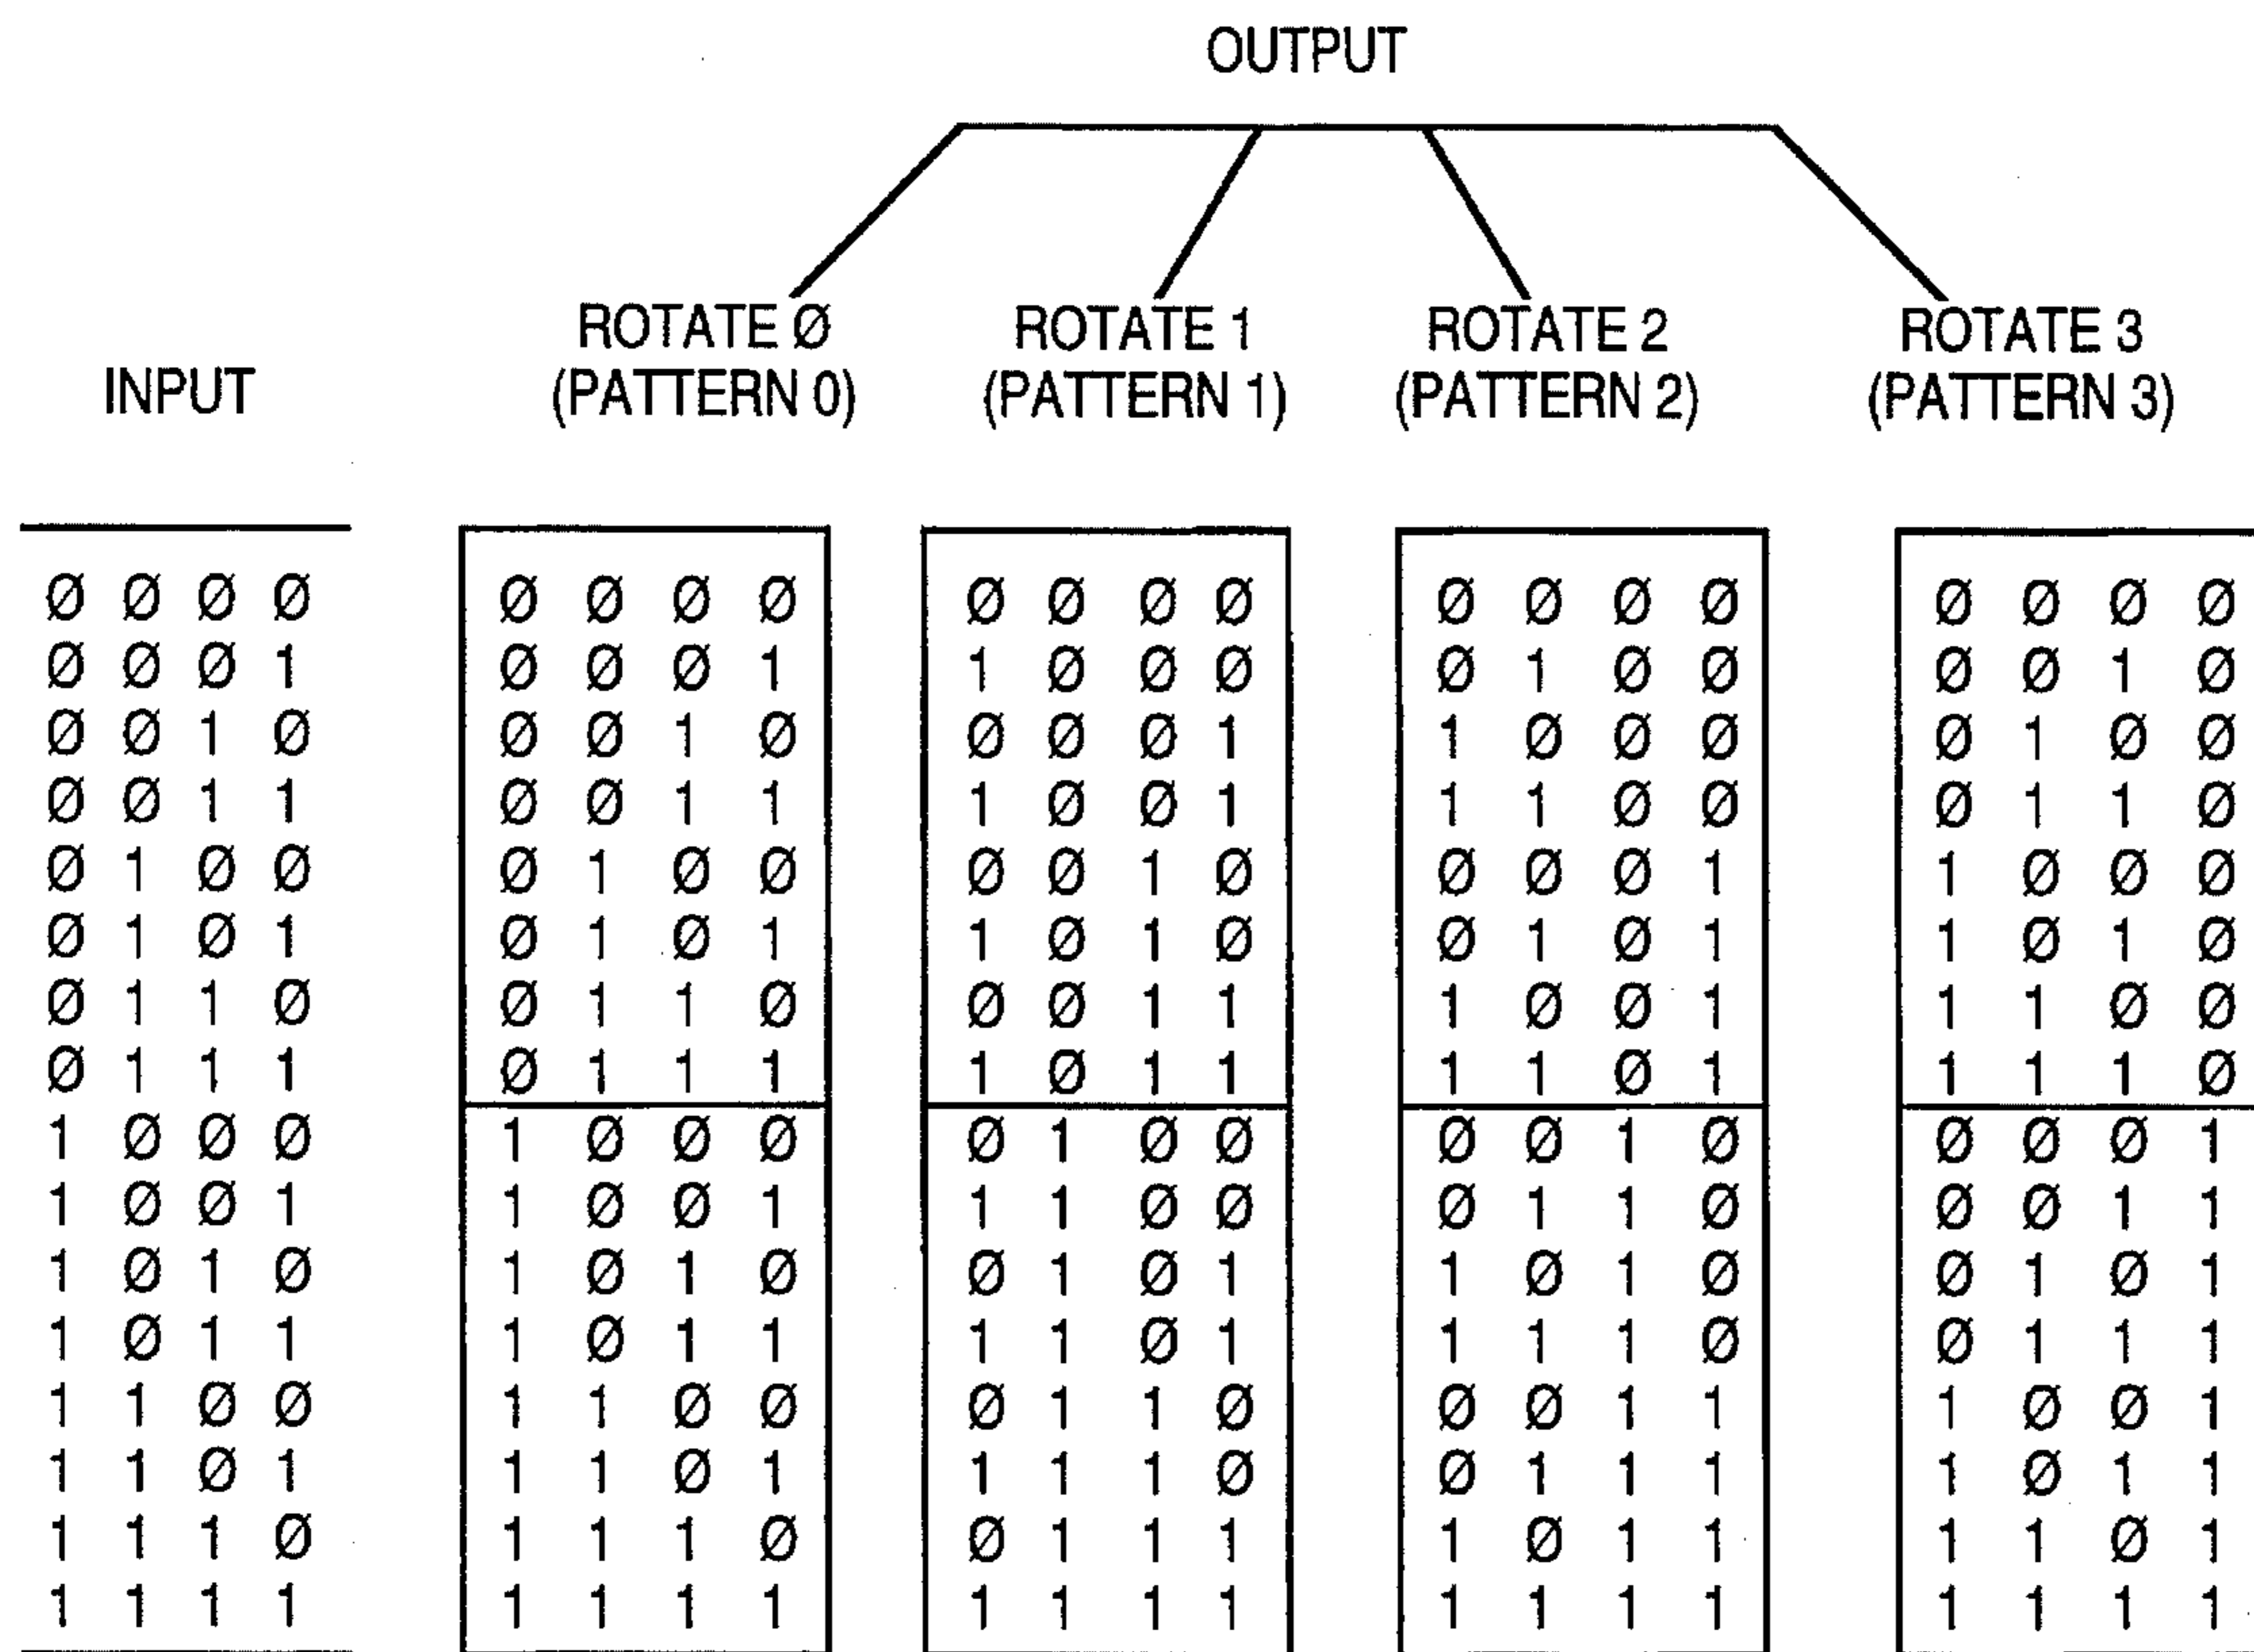 OUTPUT
ROTATE Ø ROTATE 1 ROTATE 2 ROTATE 3
INPUT (PATTERN 0) (PATTERN 1) (PATTERN 2) (PATTERN 3)
Ø Ø Ø Ø Ø Ø Ø Ø Ø Ø Ø Ø Ø Ø Ø Ø Ø Ø Ø Ø
Ø Ø Ø 1 Ø Ø Ø 1 1 Ø Ø Ø Ø 1 Ø Ø Ø Ø 1 Ø
Ø Ø 1 Ø Ø Ø 1 Ø Ø Ø Ø 1 1 Ø Ø Ø Ø 1 Ø Ø
Ø Ø 1 1 Ø Ø 1 1 1 Ø Ø 1 1 1 Ø Ø Ø 1 1 Ø
Ø 1 Ø Ø Ø 1 Ø Ø Ø Ø 1 Ø Ø Ø Ø 1 1 Ø Ø Ø
Ø 1 Ø 1 Ø 1 Ø 1 1 Ø 1 Ø Ø 1 Ø 1 1 Ø 1 Ø
Ø 1 1 Ø Ø 1 1 Ø Ø Ø 1 1 1 Ø Ø 1 1 1 Ø Ø
Ø 1 1 1 Ø 1 1 1 1 Ø 1 1 1 1 Ø 1 1 1 1 Ø
1 Ø Ø Ø 1 Ø Ø Ø Ø 1 Ø Ø Ø Ø 1 Ø Ø Ø Ø 1
1 Ø Ø 1 1 Ø Ø 1 1 1 Ø Ø Ø 1 1 Ø Ø Ø 1 1
1 Ø 1 Ø 1 Ø 1 Ø Ø 1 Ø 1 1 Ø 1 Ø Ø 1 Ø 1
1 Ø 1 1 1 Ø 1 1 1 1 Ø 1 1 1 1 Ø Ø 1 1 1
1 1 Ø Ø 1 1 Ø Ø Ø 1 1 Ø Ø Ø 1 1 1 Ø Ø 1
1 1 Ø 1 1 1 Ø 1 1 1 1 Ø Ø 1 1 1 1 Ø 1 1
1 1 1 Ø 1 1 1 Ø Ø 1 1 1 1 Ø 1 1 1 1 Ø 1
1 1 1 1 1 1 1 1 1 1 1 1 1 1 1 1 1 1 1 1